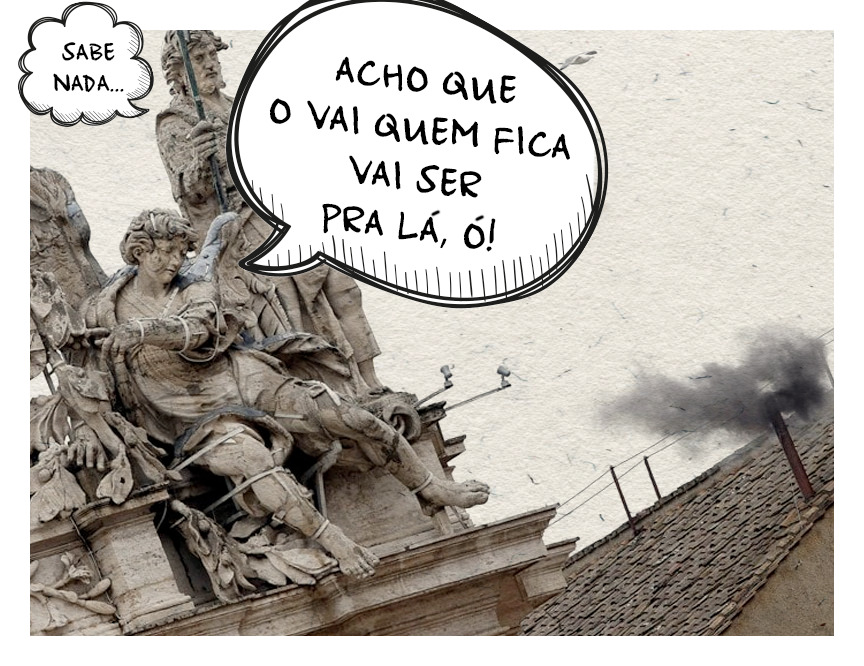 SABE
NADA...
ACHO QUE
O VAI QUEM FICA
VAI SER
PRA LÁ, Ó!